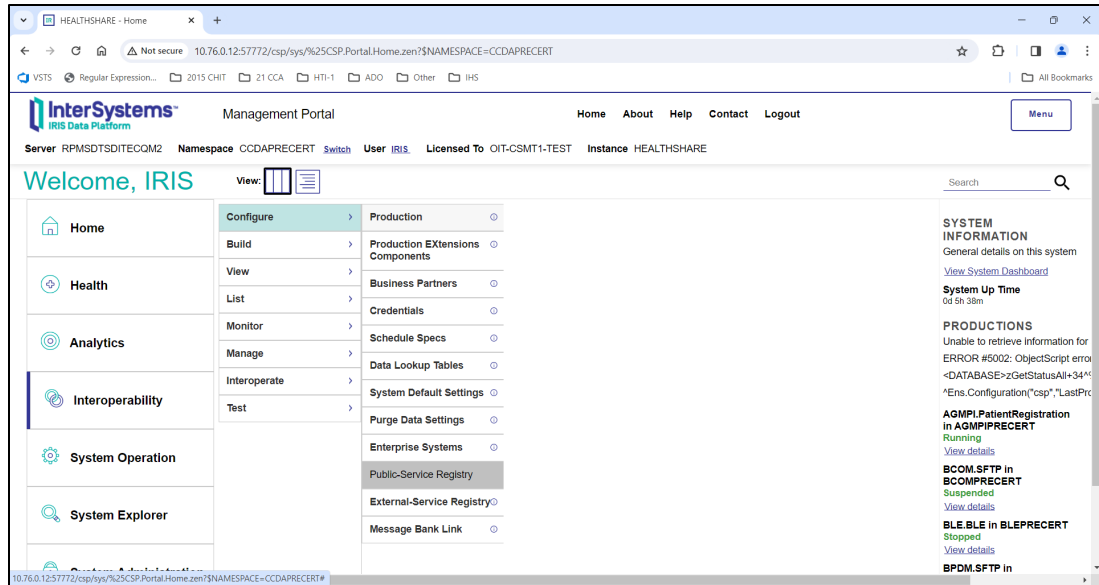 HEALTHSHARE - Home
Not secure 10.76.0.12:57772/csp/sys/%25CSP.Portal.Home.zen?$NAMESPACE=CCDAPRECERT
VSTS Regular Expression... 2015 CHIT 21 CCA HTI-1 ADO Other IHS All Bookmarks
InterSystems™
IRIS Data Platform
Management Portal
Home About Help Contact Logout
Menu
Server RPMSDTSDITECQM2 Namespace CCDAPRECERT Switch User IRIS Licensed To OIT-CSMT1-TEST Instance HEALTHSHARE
Welcome, IRIS
View:
Search
Home
Health
Analytics
Interoperability
System Operation
System Explorer
System Administration
Configure
Build
View
List
Monitor
Manage
Interoperate
Test
Production
Production EXtensions
Components
Business Partners
Credentials
Schedule Specs
Data Lookup Tables
System Default Settings
Purge Data Settings
Enterprise Systems
Public-Service Registry
External-Service Registry
Message Bank Link
SYSTEM
INFORMATION
General details on this system
View System Dashboard
System Up Time
0d 5h 38m
PRODUCTIONS
Unable to retrieve information for
ERROR #5002: ObjectScript error
<DATABASE>zGetStatusAll+34^%
^Ens.Configuration("csp","LastPro
AGMPI.PatientRegistration
in AGMPIPRECERT
Running
View details
BCOM.SFTP in
BCOMPRECERT
Suspended
View details
BLE.BLE in BLEPRECERT
Stopped
View details
BPDM.SFTP in
10.76.0.12:57772/csp/sys/%25CSP.Portal.Home.zen?$NAMESPACE=CCDAPRECERT#